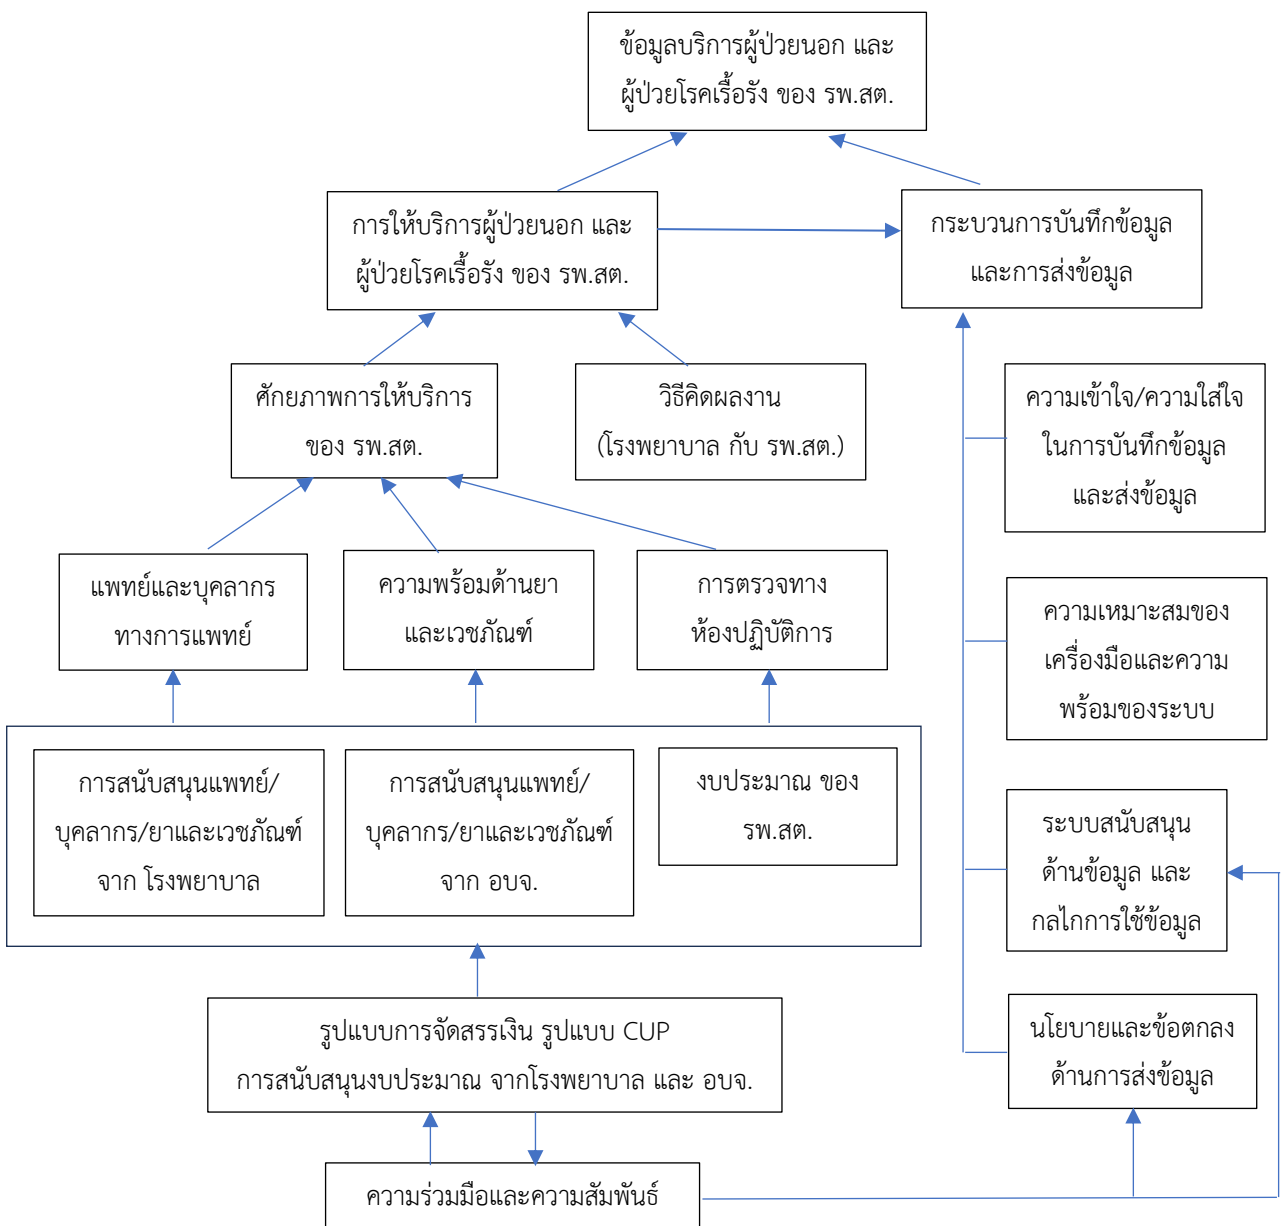 ข้อมูลบริการผู้ป่วยนอก และ
ผู้ป่วยโรคเรื้อรัง ของ รพ.สต.
การให้บริการผู้ป่วยนอก และ
ผู้ป่วยโรคเรื้อรัง ของ รพ.สต.
กระบวนการบันทึกข้อมูล
และการส่งข้อมูล
ศักยภาพการให้บริการ
ของ รพ.สต.
วิธีคิดผลงาน
(โรงพยาบาล กับ รพ.สต.)
ความเข้าใจ/ความใส่ใจ
ในการบันทึกข้อมูล
และส่งข้อมูล
แพทย์และบุคลากร
ทางการแพทย์
ความพร้อมด้านยา
และเวชภัณฑ์
การตรวจทาง
ห้องปฏิบัติการ
ความเหมาะสมของ
เครื่องมือและความ
พร้อมของระบบ
การสนับสนุนแพทย์/
บุคลากร/ยาและเวชภัณฑ์
จาก โรงพยาบาล
การสนับสนุนแพทย์/
บุคลากร/ยาและเวชภัณฑ์
จาก อบจ.
งบประมาณ ของ
รพ.สต.
ระบบสนับสนุน
ด้านข้อมูล และ
กลไกการใช้ข้อมูล
รูปแบบการจัดสรรเงิน รูปแบบ CUP
การสนับสนุนงบประมาณ จากโรงพยาบาล และ อบจ.
นโยบายและข้อตกลง
ด้านการส่งข้อมูล
ความร่วมมือและความสัมพันธ์